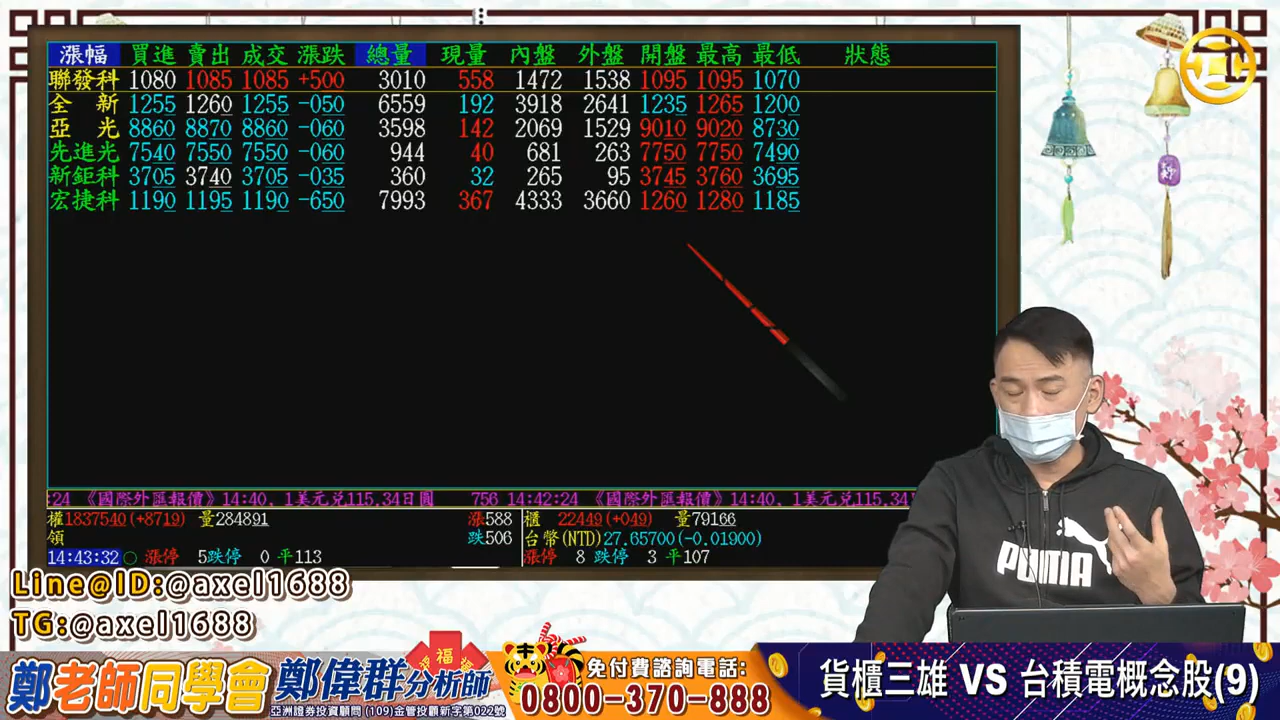 漲幅 買進 賣出 成交 漲跌 總量 現量 內盤 外盤 開盤 最高 最低 狀態
聯發科 1080 1085 1085 +500 3010 558 1472 1538 1095 1095 1070
全新 1255 1260 1255 -050 6559 192 3918 2641 1235 1265 1200
亞光 8860 8870 8860 -060 3598 142 2069 1529 9010 9020 8730
先進光 7540 7550 7550 -060 944 40 681 263 7750 7750 7490
新鉅科 3705 3740 3705 -035 360 32 265 95 3745 3760 3695
宏捷科 1190 1195 1190 -650 7993 367 4333 3660 1260 1280 1185
:24 《國際外匯報價》14:40, 1美元兌115.34日圓 756 14:42:24 《國際外匯報價》14:40, 1美元兌115.34
權1837540(+8719) 量284891 漲588 櫃 22449(+049) 量79166
領 跌506 台幣(NTD)27.65700(-0.01900)
14:43:32 漲停 5跌停 0 平113 漲停 8 跌停 3 平107
PUMA
Line@ID:@axel1688
TG:@axel1688
鄭老師同學會 鄭偉群分析師
福
亞洲證券投資顧問 (109)金管投顧新字第022號
免付費諮詢電話:
0800-370-888
貨櫃三雄 VS 台積電概念股(9)